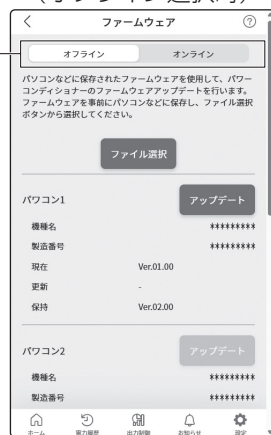 （オフライン選択時）
ファームウェア
オフライン オンライン
パソコンなどに保存されたファームウェアを使用して、パワー
コンディショナーのファームウェアアップデートを行います。
ファームウェアを事前にパソコンなどに保存し、ファイル選択
ボタンから選択してください。
ファイル選択
パワコン1 アップデート
機種名 *********
製造番号 *********
現在 Ver.01.00
更新 -
保持 Ver.02.00
パワコン2 アップデート
機種名 *********
製造番号 *********
ホーム 電力履歴 出力制御 お知らせ 設定